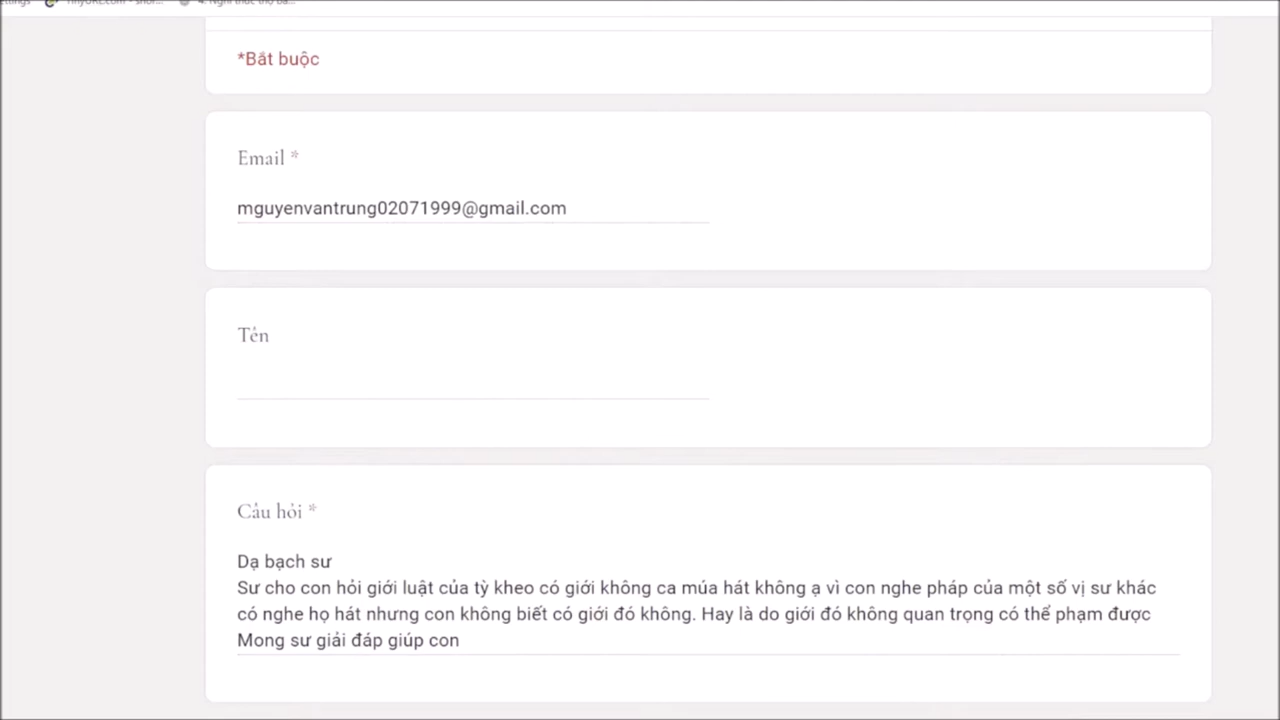 *Bắt buộc
Email *
mguyenvantrung02071999@gmail.com
Tên
Câu hỏi *
Dạ bạch sư
Sư cho con hỏi giới luật của tỳ kheo có giới không ca múa hát không ạ vì con nghe pháp của một số vị sư khác
có nghe họ hát nhưng con không biết có giới đó không. Hay là do giới đó không quan trọng có thể phạm được
Mong sư giải đáp giúp con